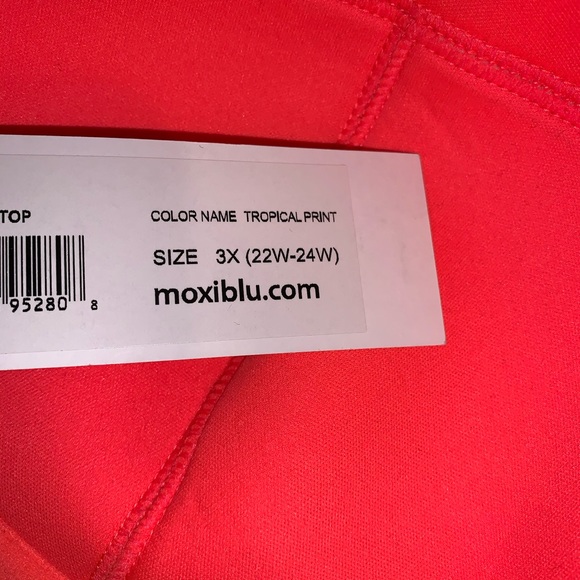 TOP
COLOR NAME TROPICAL PRINT
SIZE 3X (22W-24W)
moxiblu.com
95280 8